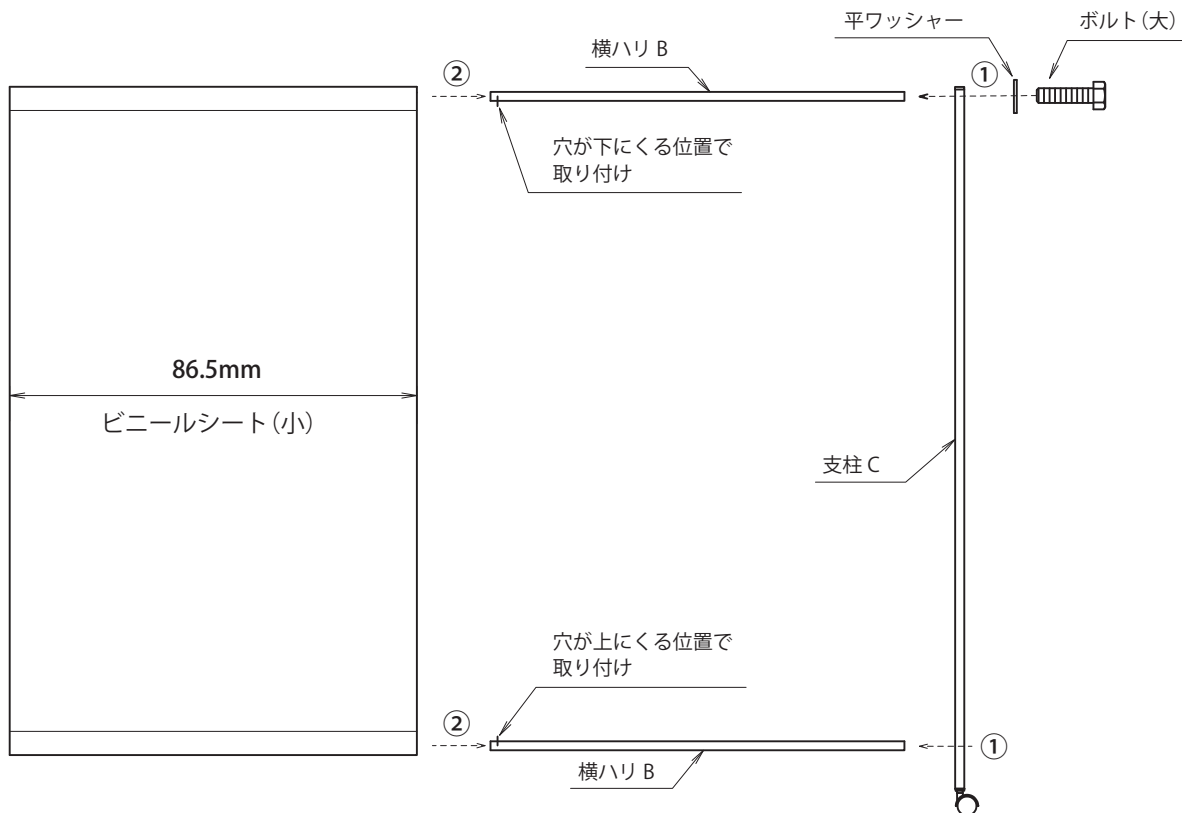 平ワッシャー
ボルト（大）
横ハリ B
②
①
穴が下にくる位置で
取り付け
86.5mm
ビニールシート（小）
支柱 C
穴が上にくる位置で
取り付け
②
①
横ハリ B